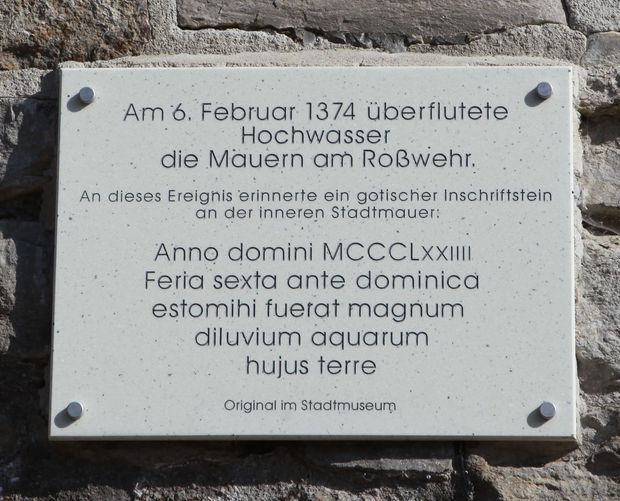 Am 6. Februar 1374 überflutete
Hochwasser
die Mauern am Roßwehr.
An dieses Ereignis erinnerte ein gotischer Inschriftstein
an der inneren Stadtmauer:
Anno domini MCCCLXXIIII
Feria sexta ante dominica
estomihi fuerat magnum
diluvium aquarum
hujus terre
Original im Stadtmuseum